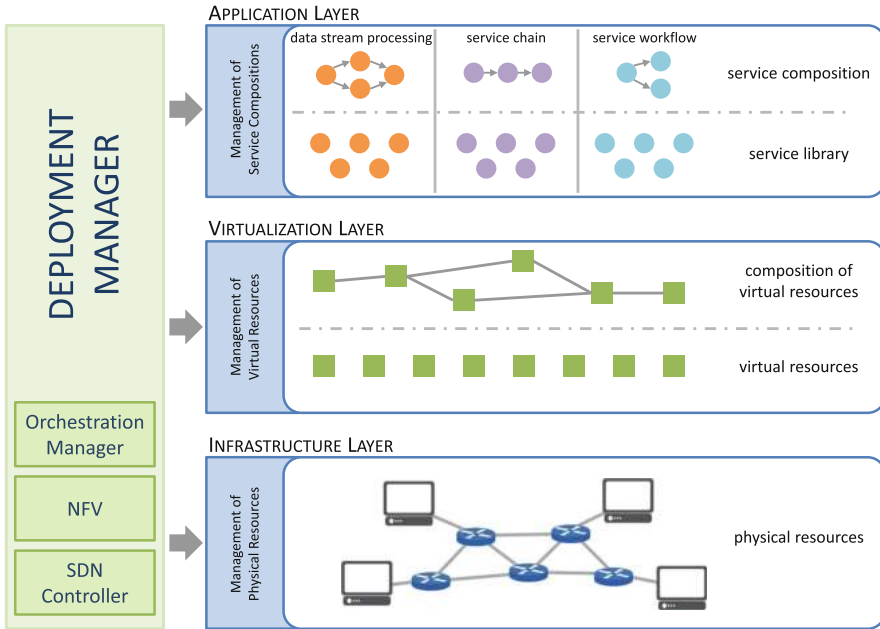 DEPLOYMENT
MANAGER
Orchestration
Manager
NFV
SDN
Controller
APPLICATION LAYER
Management of
Service Compositions
data stream processing
service chain
service workflow
service composition
service library
VIRTUALIZATION LAYER
Management of
Virtual Resources
composition of
virtual resources
virtual resources
INFRASTRUCTURE LAYER
Management of
Physical Resources
physical resources